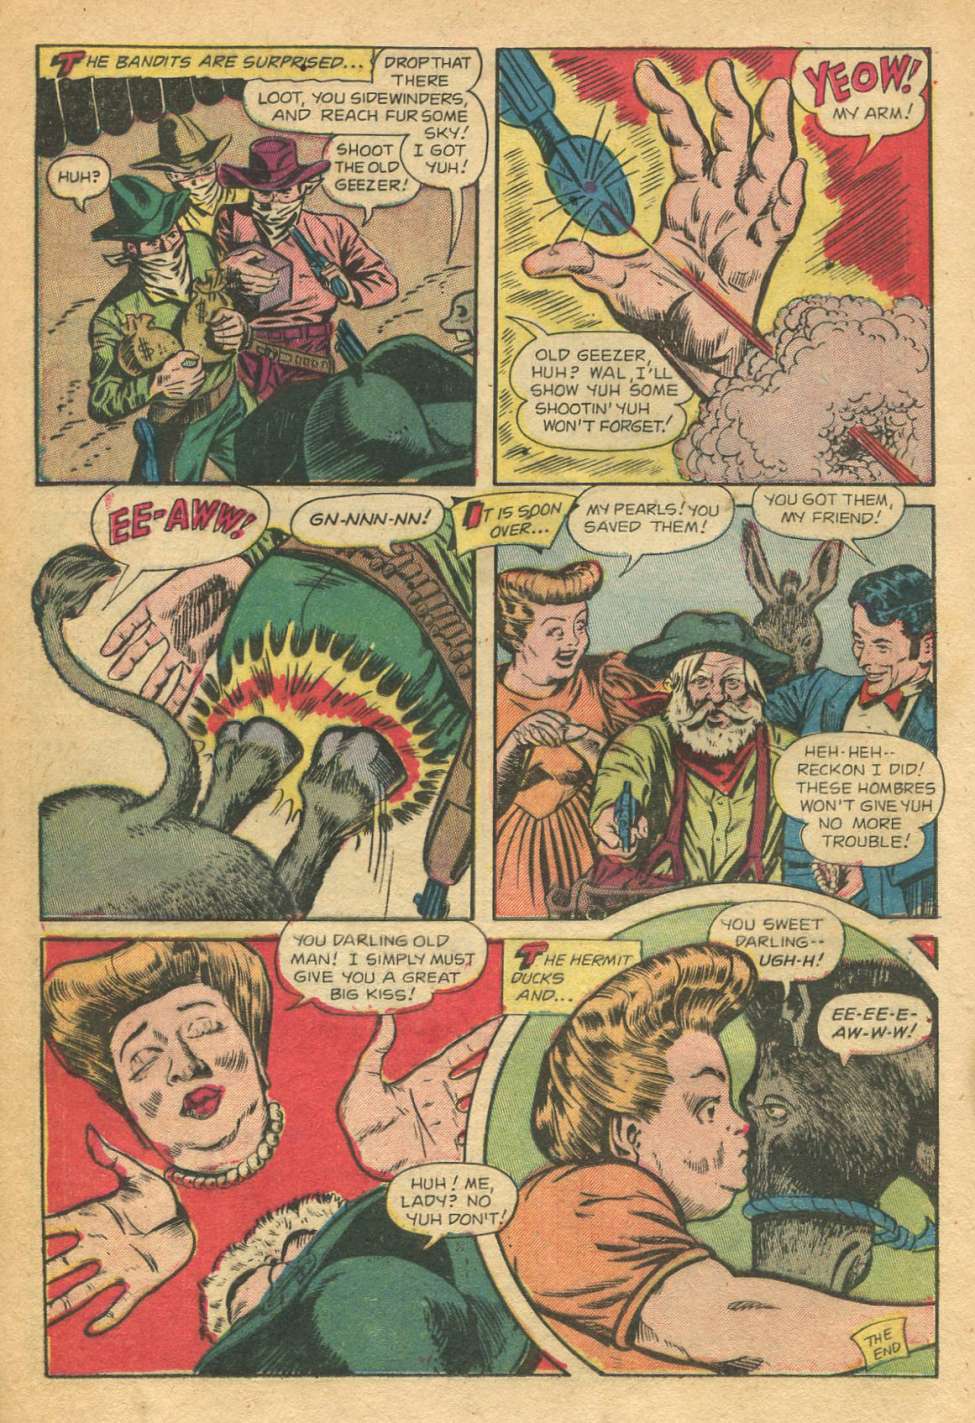 THE BANDITS ARE SURPRISED...
DROP THAT
THERE
LOOT, YOU SIDEWINDERS,
AND REACH FUR SOME
SKY!
I GOT
YUH!
SHOOT
THE OLD
GEEZER!
HUH?
YEOW!
MY ARM!
OLD GEEZER,
HUH? WAL, I'LL
SHOW YUH SOME
SHOOTIN' YUH
WON'T FORGET!
EE-AWW!
GN-NNN-NN!
IT IS SOON
OVER...
MY PEARLS! YOU
SAVED THEM!
YOU GOT THEM,
MY FRIEND!
HEH-HEH--
RECKON I DID!
THESE HOMBRES
WON'T GIVE YUH
NO MORE
TROUBLE!
YOU DARLING OLD
MAN! I SIMPLY MUST
GIVE YOU A GREAT
BIG KISS!
HUH! ME,
LADY? NO
YUH DON'T!
THE HERMIT
DUCKS
AND...
YOU SWEET
DARLING--
UGH-H!
EE-EE-E-
AW-W-W!
THE
END
$
$